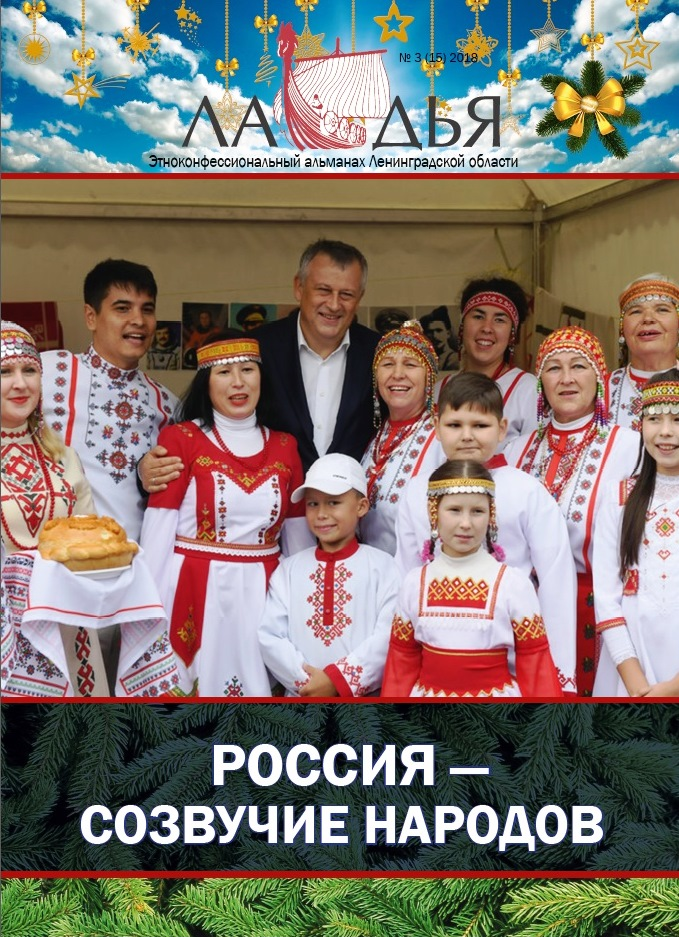 № 3 (15) 2018
ЛАДЬЯ
Этноконфессиональный альманах Ленинградской области
РОССИЯ –
СОЗВУЧИЕ НАРОДОВ